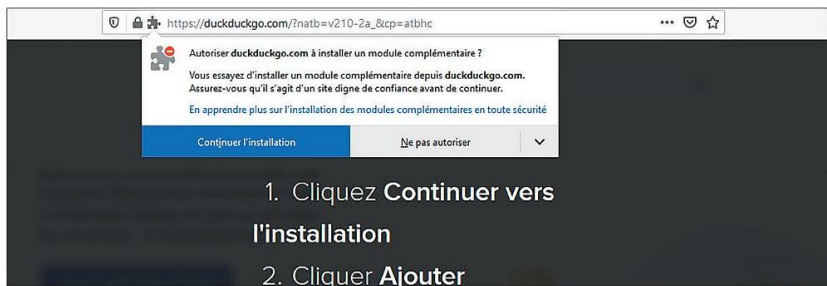 https://duckduckgo.com/?natb=v210-2a_&cp=atbhc
Autoriser duckduckgo.com à installer un module complémentaire ?
Vous essayez d'installer un module complémentaire depuis duckduckgo.com.
Assurez-vous qu'il s'agit d'un site digne de confiance avant de continuer.
En apprendre plus sur l'installation des modules complémentaires en toute sécurité
Continuer l'installation
Ne pas autoriser
1. Cliquez Continuer vers
l'installation
2. Cliquer Ajouter